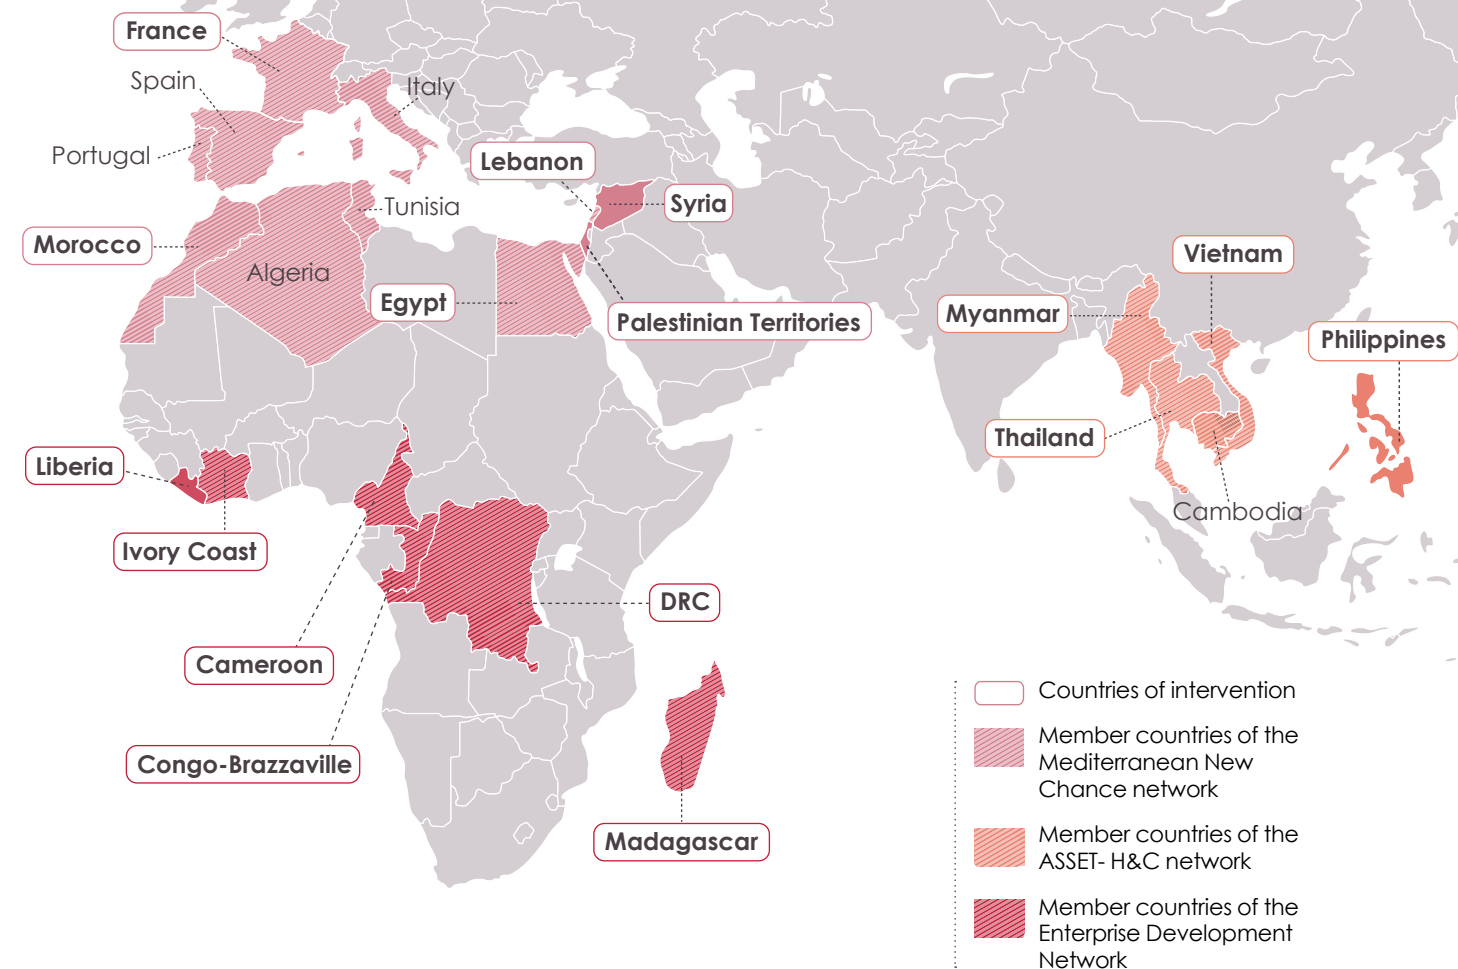 France
Spain
Italy
Portugal
Lebanon
Syria
Tunisia
Morocco
Algeria
Egypt
Palestinian Territories
Vietnam
Myanmar
Philippines
Thailand
Cambodia
Liberia
Ivory Coast
DRC
Cameroon
Congo-Brazzaville
Madagascar
Countries of intervention
Member countries of the
Mediterranean New
Chance network
Member countries of the
ASSET- H&C network
Member countries of the
Enterprise Development
Network